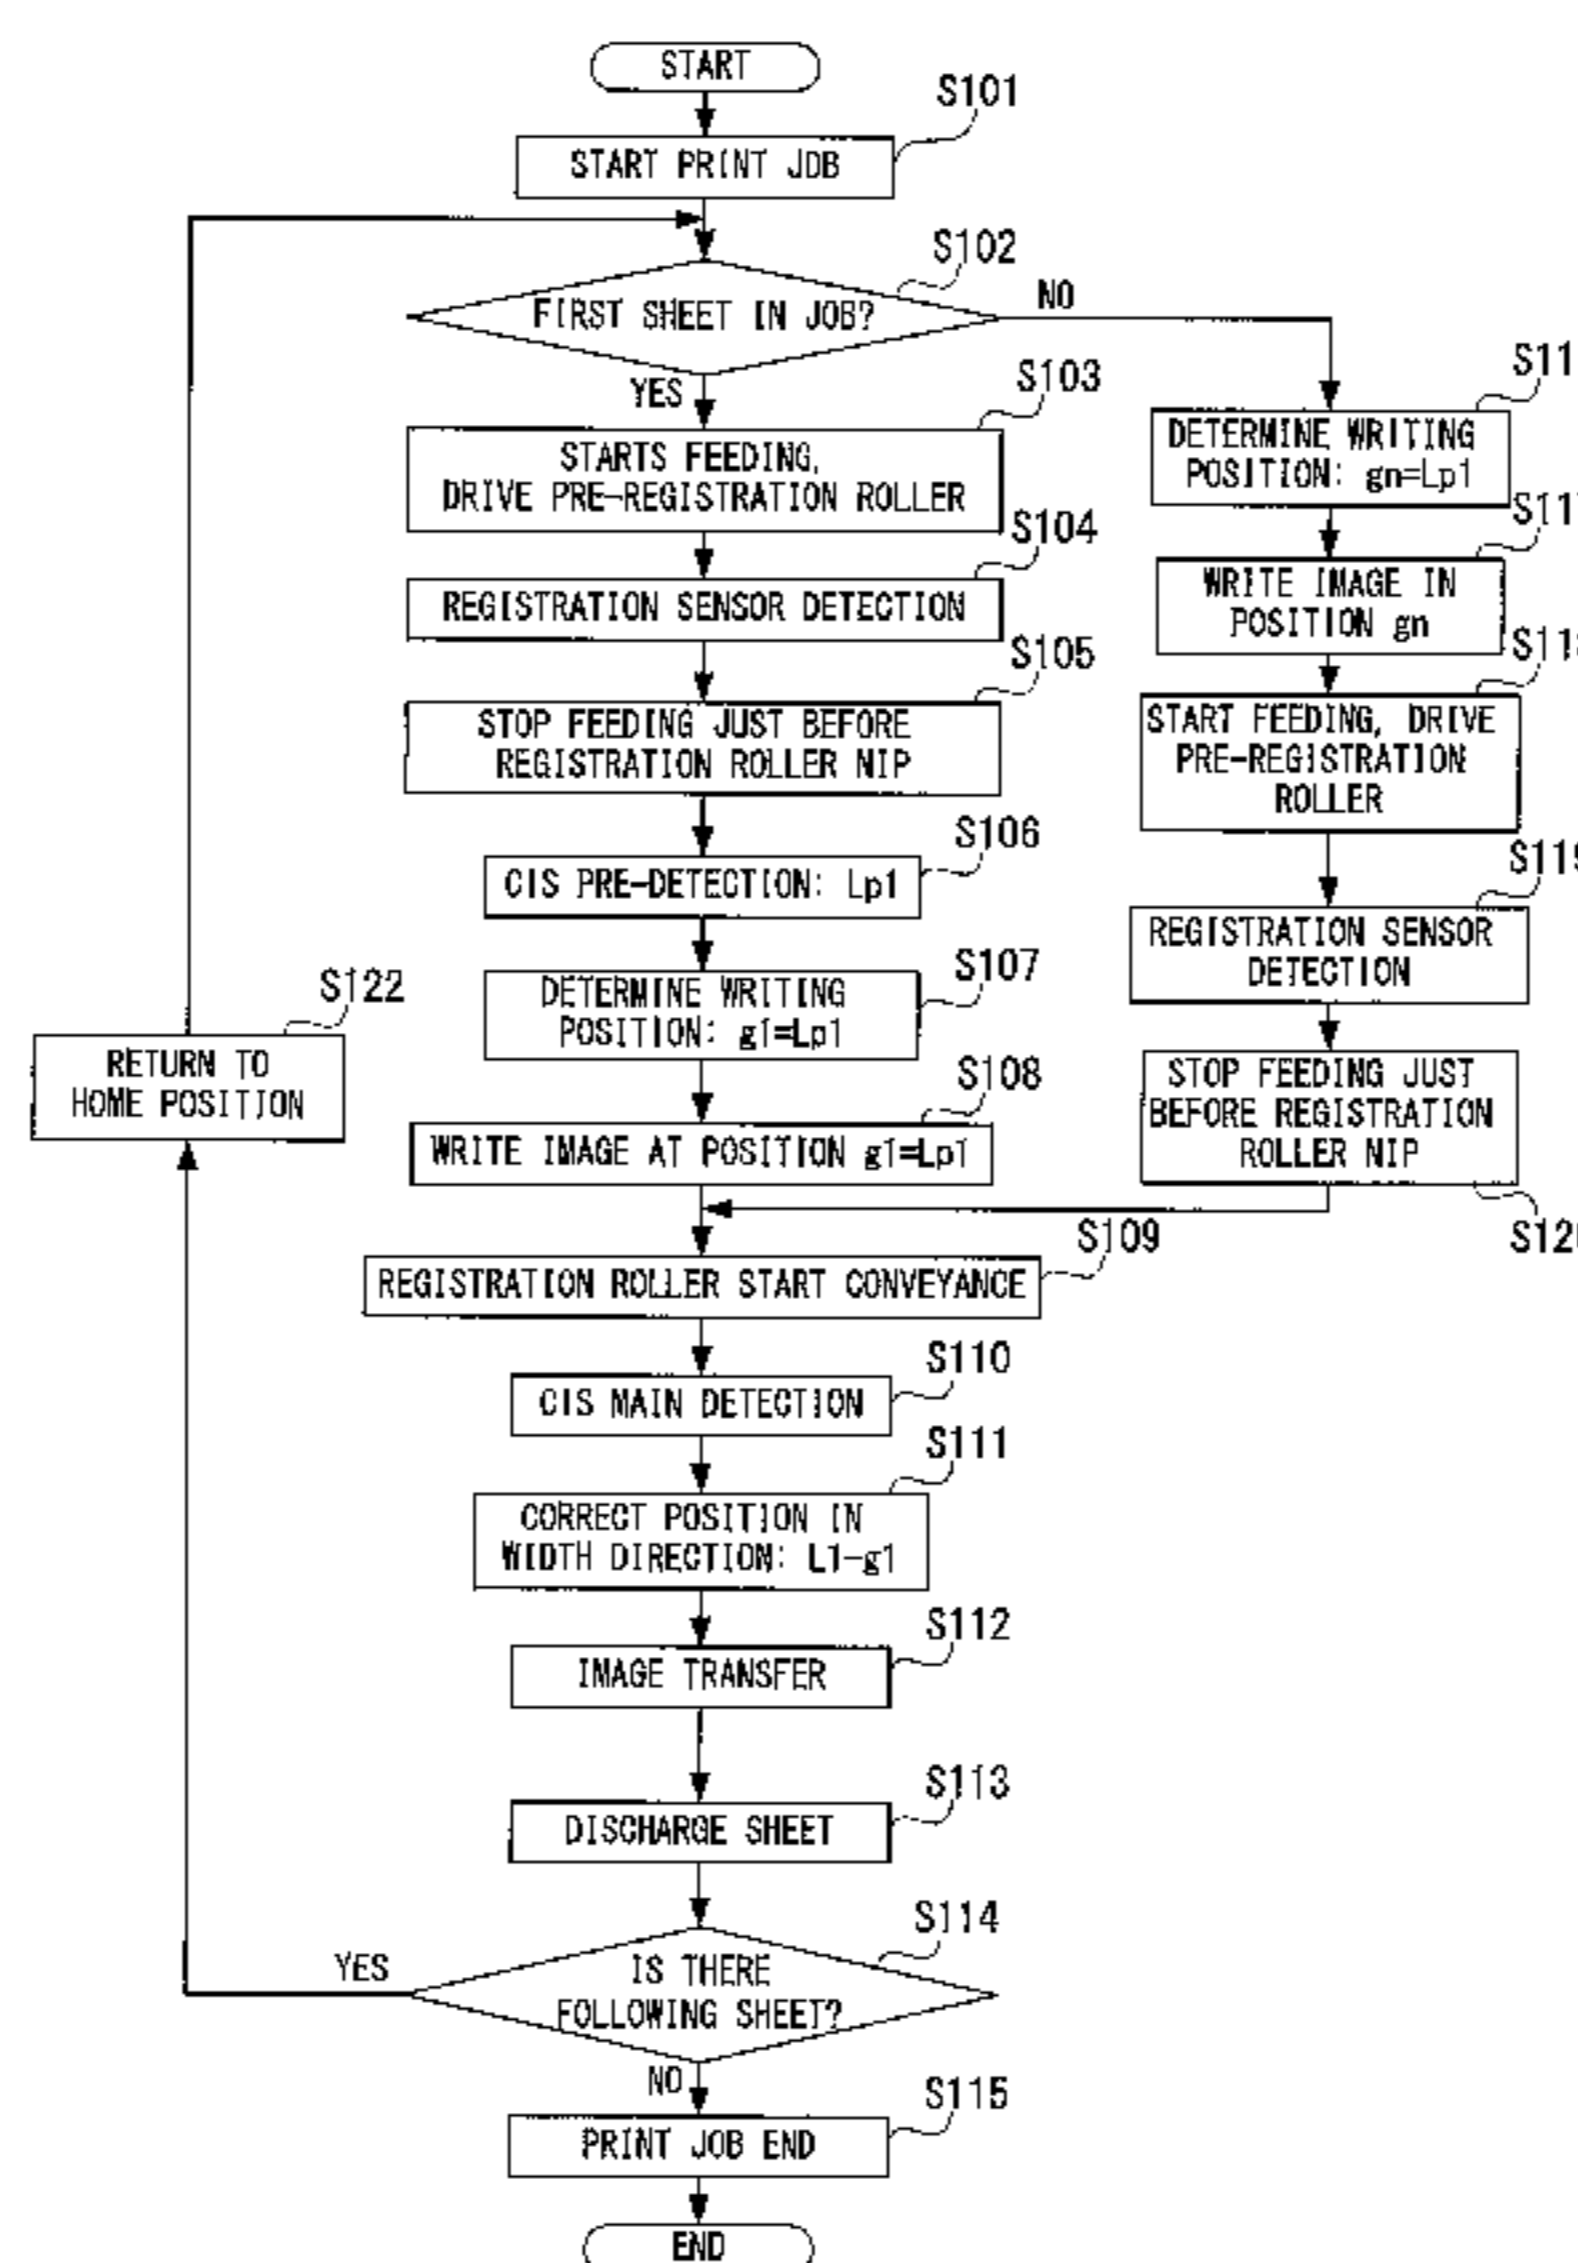 START
S101
START PRINT JOB
S102
FIRST SHEET IN JOB?
NO
YES
S103
STARTS FEEDING,
DRIVE PRE-REGISTRATION ROLLER
S104
REGISTRATION SENSOR DETECTION
S105
STOP FEEDING JUST BEFORE
REGISTRATION ROLLER NIP
S106
CIS PRE-DETECTION: Lp1
S107
DETERMINE WRITING
POSITION: g1=Lp1
S108
WRITE IMAGE AT POSITION g1=Lp1
S11
DETERMINE WRITING
POSITION: gn=Lp1
S117
WRITE IMAGE IN
POSITION gn
S118
START FEEDING, DRIVE
PRE-REGISTRATION
ROLLER
S119
REGISTRATION SENSOR
DETECTION
STOP FEEDING JUST
BEFORE REGISTRATION
ROLLER NIP
S120
S122
RETURN TO
HOME POSITION
S109
REGISTRATION ROLLER START CONVEYANCE
S110
CIS MAIN DETECTION
S111
CORRECT POSITION IN
WIDTH DIRECTION: L1-g1
S112
IMAGE TRANSFER
S113
DISCHARGE SHEET
S114
IS THERE
FOLLOWING SHEET?
YES
NO
S115
PRINT JOB END
END